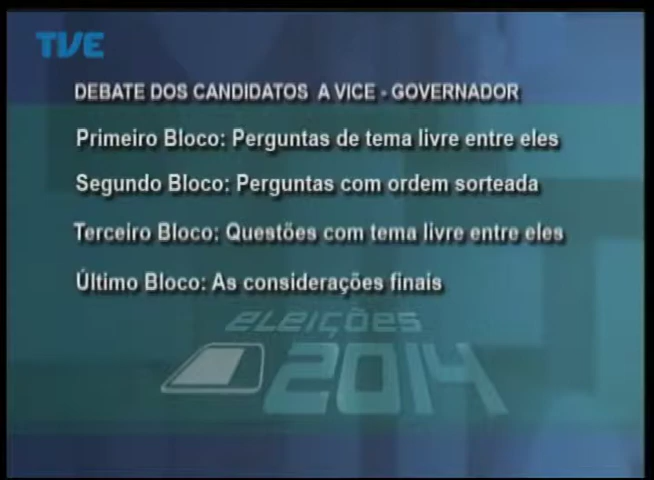 TVE
DEBATE DOS CANDIDATOS A VICE - GOVERNADOR
Primeiro Bloco: Perguntas de tema livre entre eles
Segundo Bloco: Perguntas com ordem sorteada
Terceiro Bloco: Questões com tema livre entre eles
Último Bloco: As considerações finais
eleições
2014